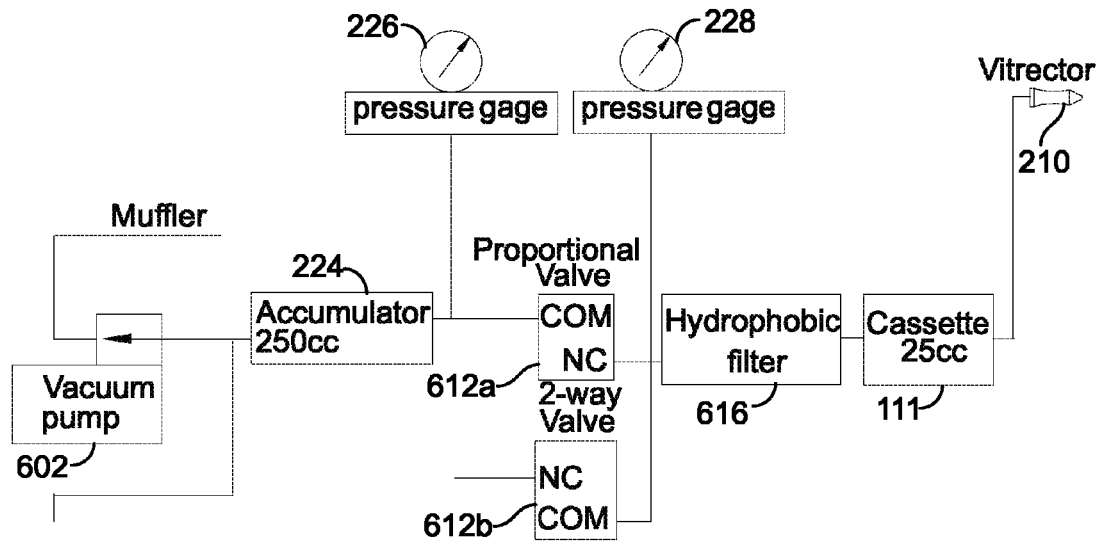 226
228
pressure gage
pressure gage
Vitrector
210
Muffler
224
Proportional
Valve
Accumulator
250cc
COM
NC
Hydrophobic
filter
Cassette
25cc
612a
616
111
Vacuum
pump
602
2-way
Valve
NC
COM
612b